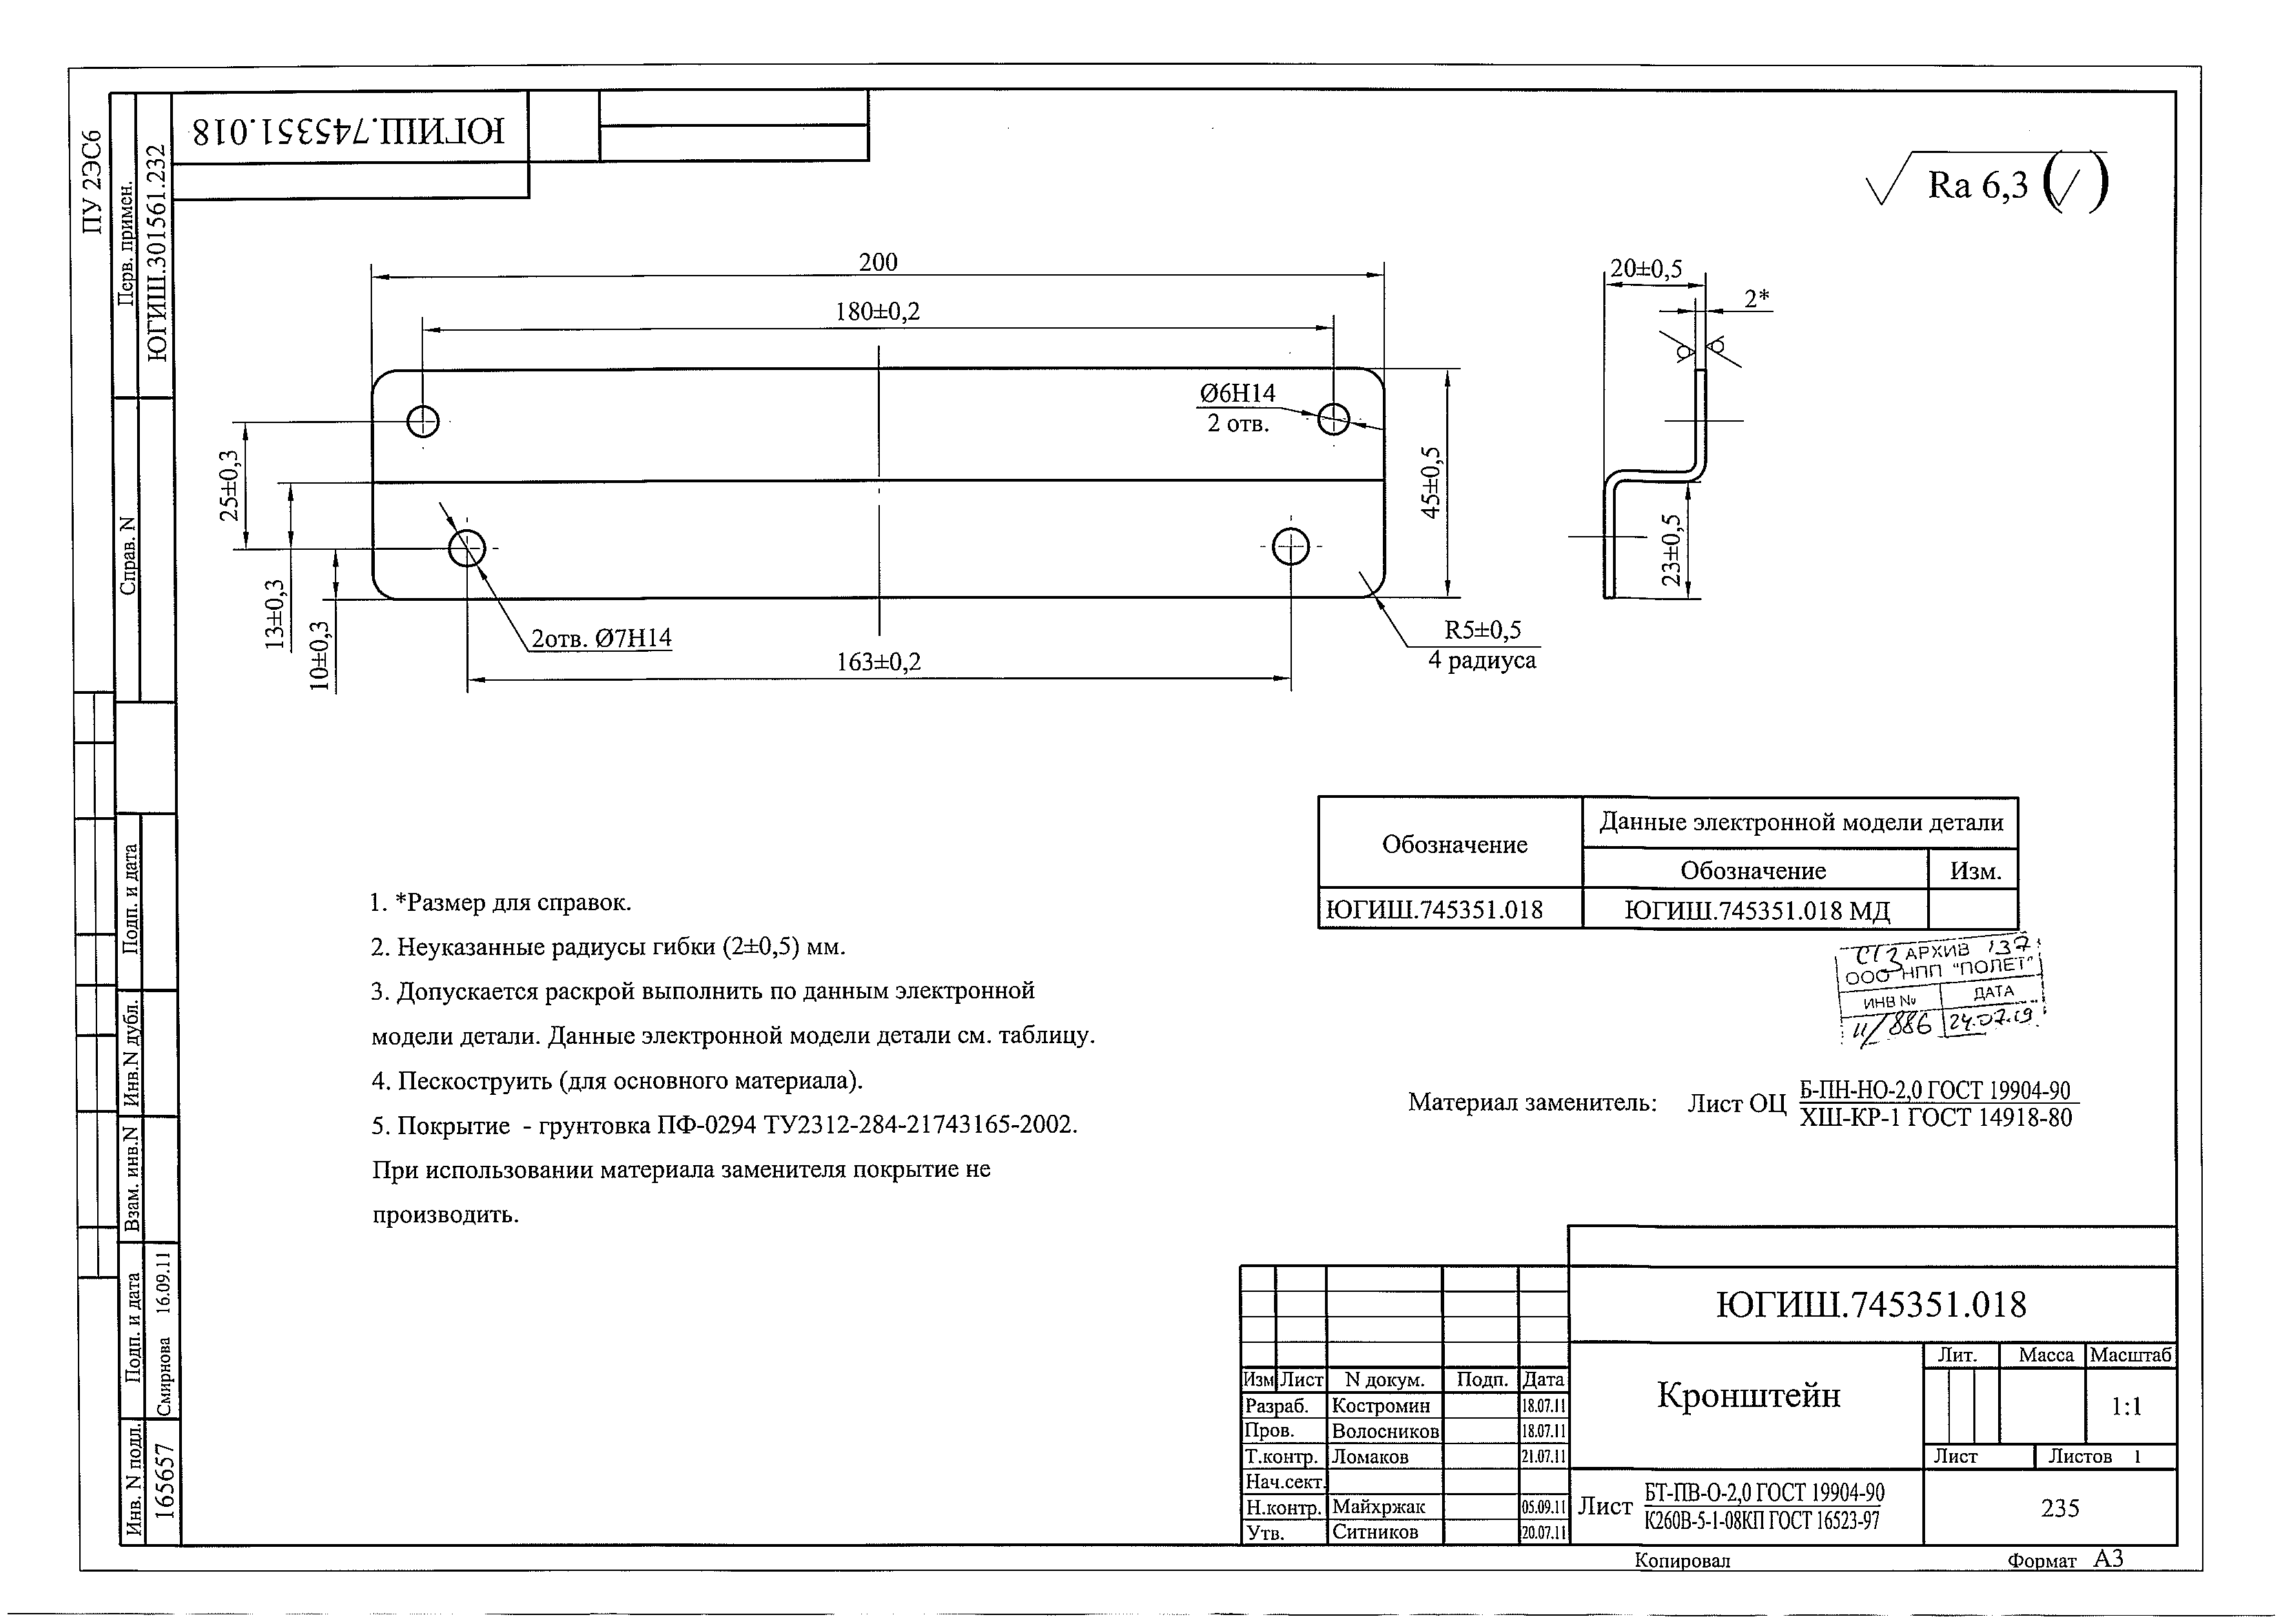 ЮГИШ.745351.018
ПУ 2ЭС6
Перв. примен.
ЮГИШ.301561.232
Справ. N
Подп. и дата
Инв.N дубл.
Взам. инв.N
Подп. и дата
Смирнова 16.09.11
Инв. N подл.
165657
Ra 6,3
200
180±0,2
Ø6H14
2 отв.
25±0,3
13±0,3
10±0,3
2отв. Ø7H14
163±0,2
45±0,5
R5±0,5
4 радиуса
20±0,5
2*
23±0,5
Обозначение
Данные электронной модели детали
Обозначение
Изм.
ЮГИШ.745351.018
ЮГИШ.745351.018 МД
АРХИВ 137
ООО НПП "ПОЛЕТ"
ИНВ № ДАТА
11/886 24.07.19
1. *Размер для справок.
2. Неуказанные радиусы гибки (2±0,5) мм.
3. Допускается раскрой выполнить по данным электронной
модели детали. Данные электронной модели детали см. таблицу.
4. Пескоструить (для основного материала).
5. Покрытие - грунтовка ПФ-0294 ТУ2312-284-21743165-2002.
При использовании материала заменителя покрытие не
производить.
Материал заменитель: Лист ОЦ
Б-ПН-НО-2,0 ГОСТ 19904-90
ХШ-КР-1 ГОСТ 14918-80
ЮГИШ.745351.018
Кронштейн
Лит. Масса Масштаб
1:1
Лист Листов 1
Изм Лист N докум. Подп. Дата
Разраб. Костромин 18.07.11
Пров. Волосников 18.07.11
Т.контр. Ломаков 21.07.11
Нач.сект.
Н.контр. Майхржак 05.09.11
Утв. Ситников 20.07.11
Лист
БТ-ПВ-О-2,0 ГОСТ 19904-90
К260В-5-1-08КП ГОСТ 16523-97
235
Копировал
Формат А3